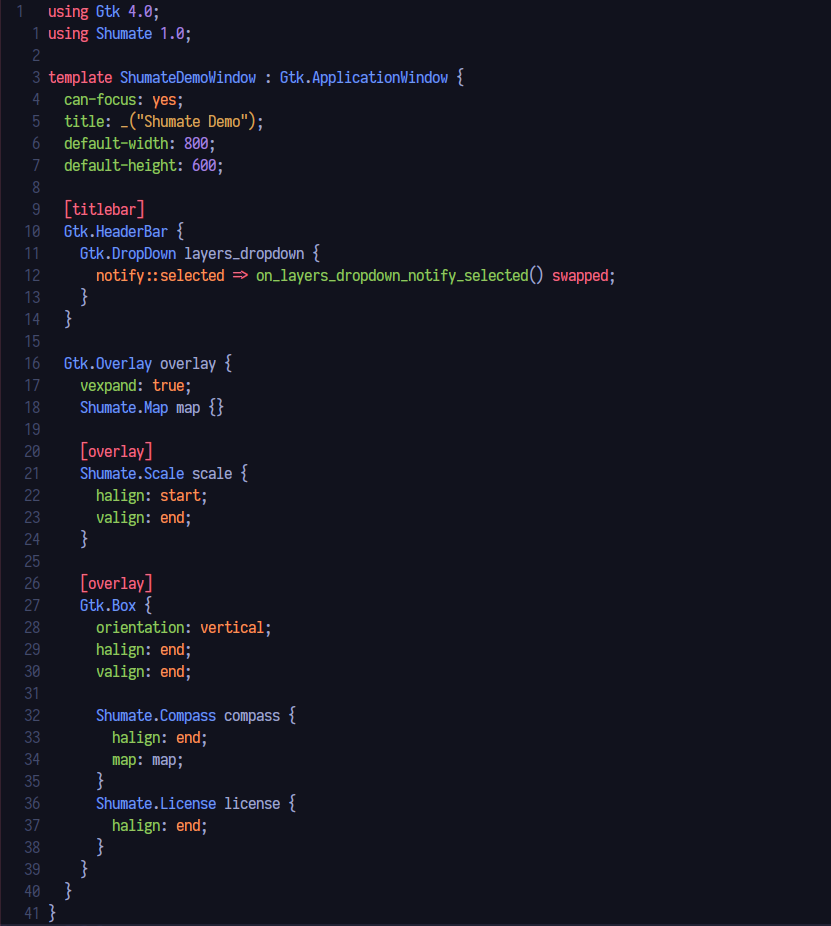 1 using Gtk 4.0;
1 using Shumate 1.0;
2
3 template ShumateDemoWindow : Gtk.ApplicationWindow {
4   can-focus: yes;
5   title: _("Shumate Demo");
6   default-width: 800;
7   default-height: 600;
8
9   [titlebar]
10   Gtk.HeaderBar {
11     Gtk.DropDown layers_dropdown {
12       notify::selected => on_layers_dropdown_notify_selected() swapped;
13     }
14   }
15
16   Gtk.Overlay overlay {
17     vexpand: true;
18     Shumate.Map map {}
19
20     [overlay]
21     Shumate.Scale scale {
22       halign: start;
23       valign: end;
24     }
25
26     [overlay]
27     Gtk.Box {
28       orientation: vertical;
29       halign: end;
30       valign: end;
31
32       Shumate.Compass compass {
33         halign: end;
34         map: map;
35       }
36       Shumate.License license {
37         halign: end;
38       }
39     }
40   }
41 }